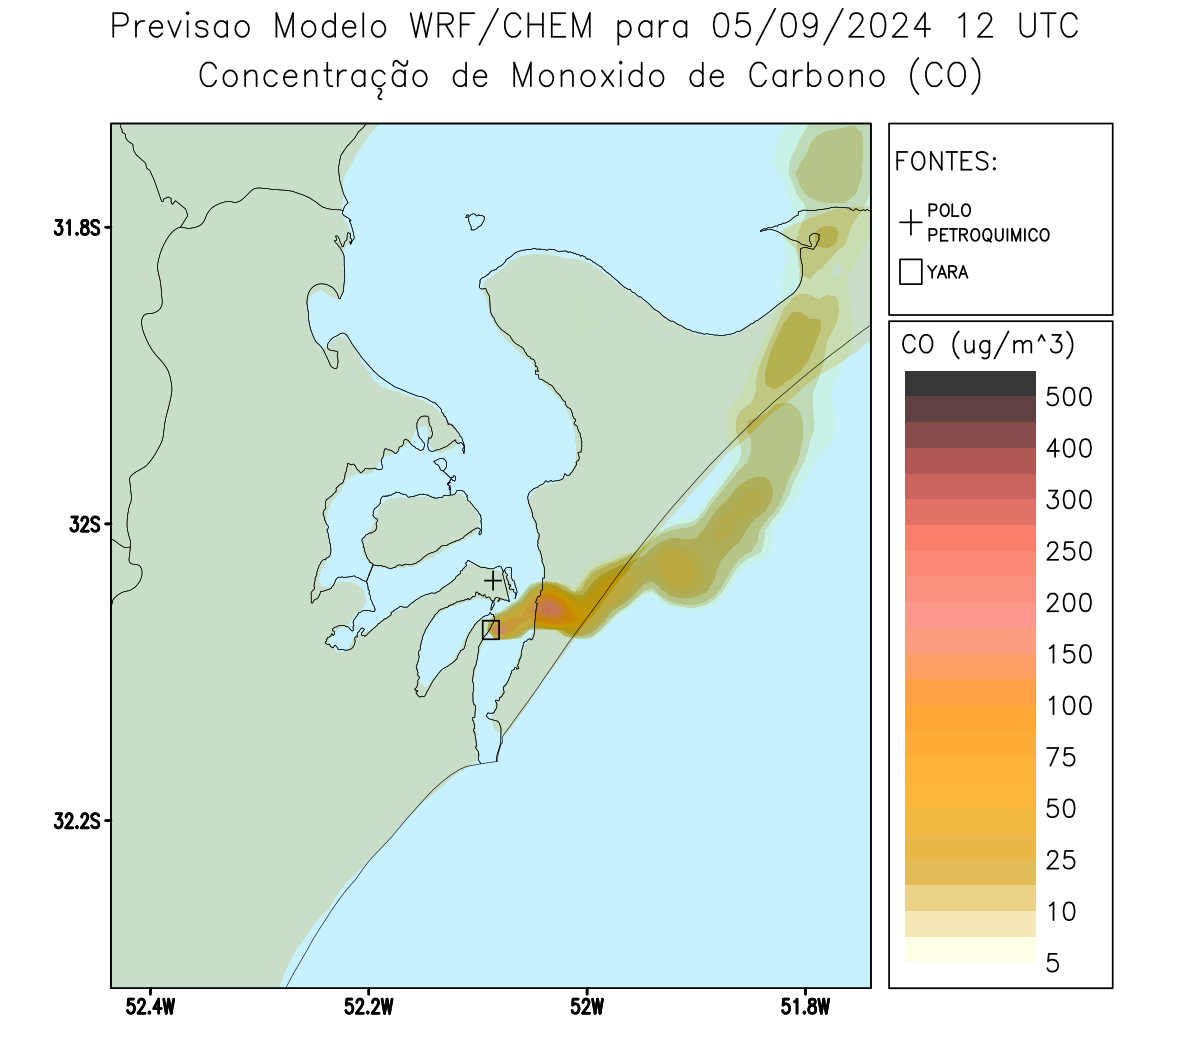 Previsao Modelo WRF/CHEM para 05/09/2024 12 UTC
Concentração de Monoxido de Carbono (CO)
FONTES:
POLO
PETROQUIMICO
YARA
CO (ug/m^3)
500
400
300
250
200
150
100
75
50
25
10
5
31.8S
32S
32.2S
52.4W
52.2W
52W
51.8W